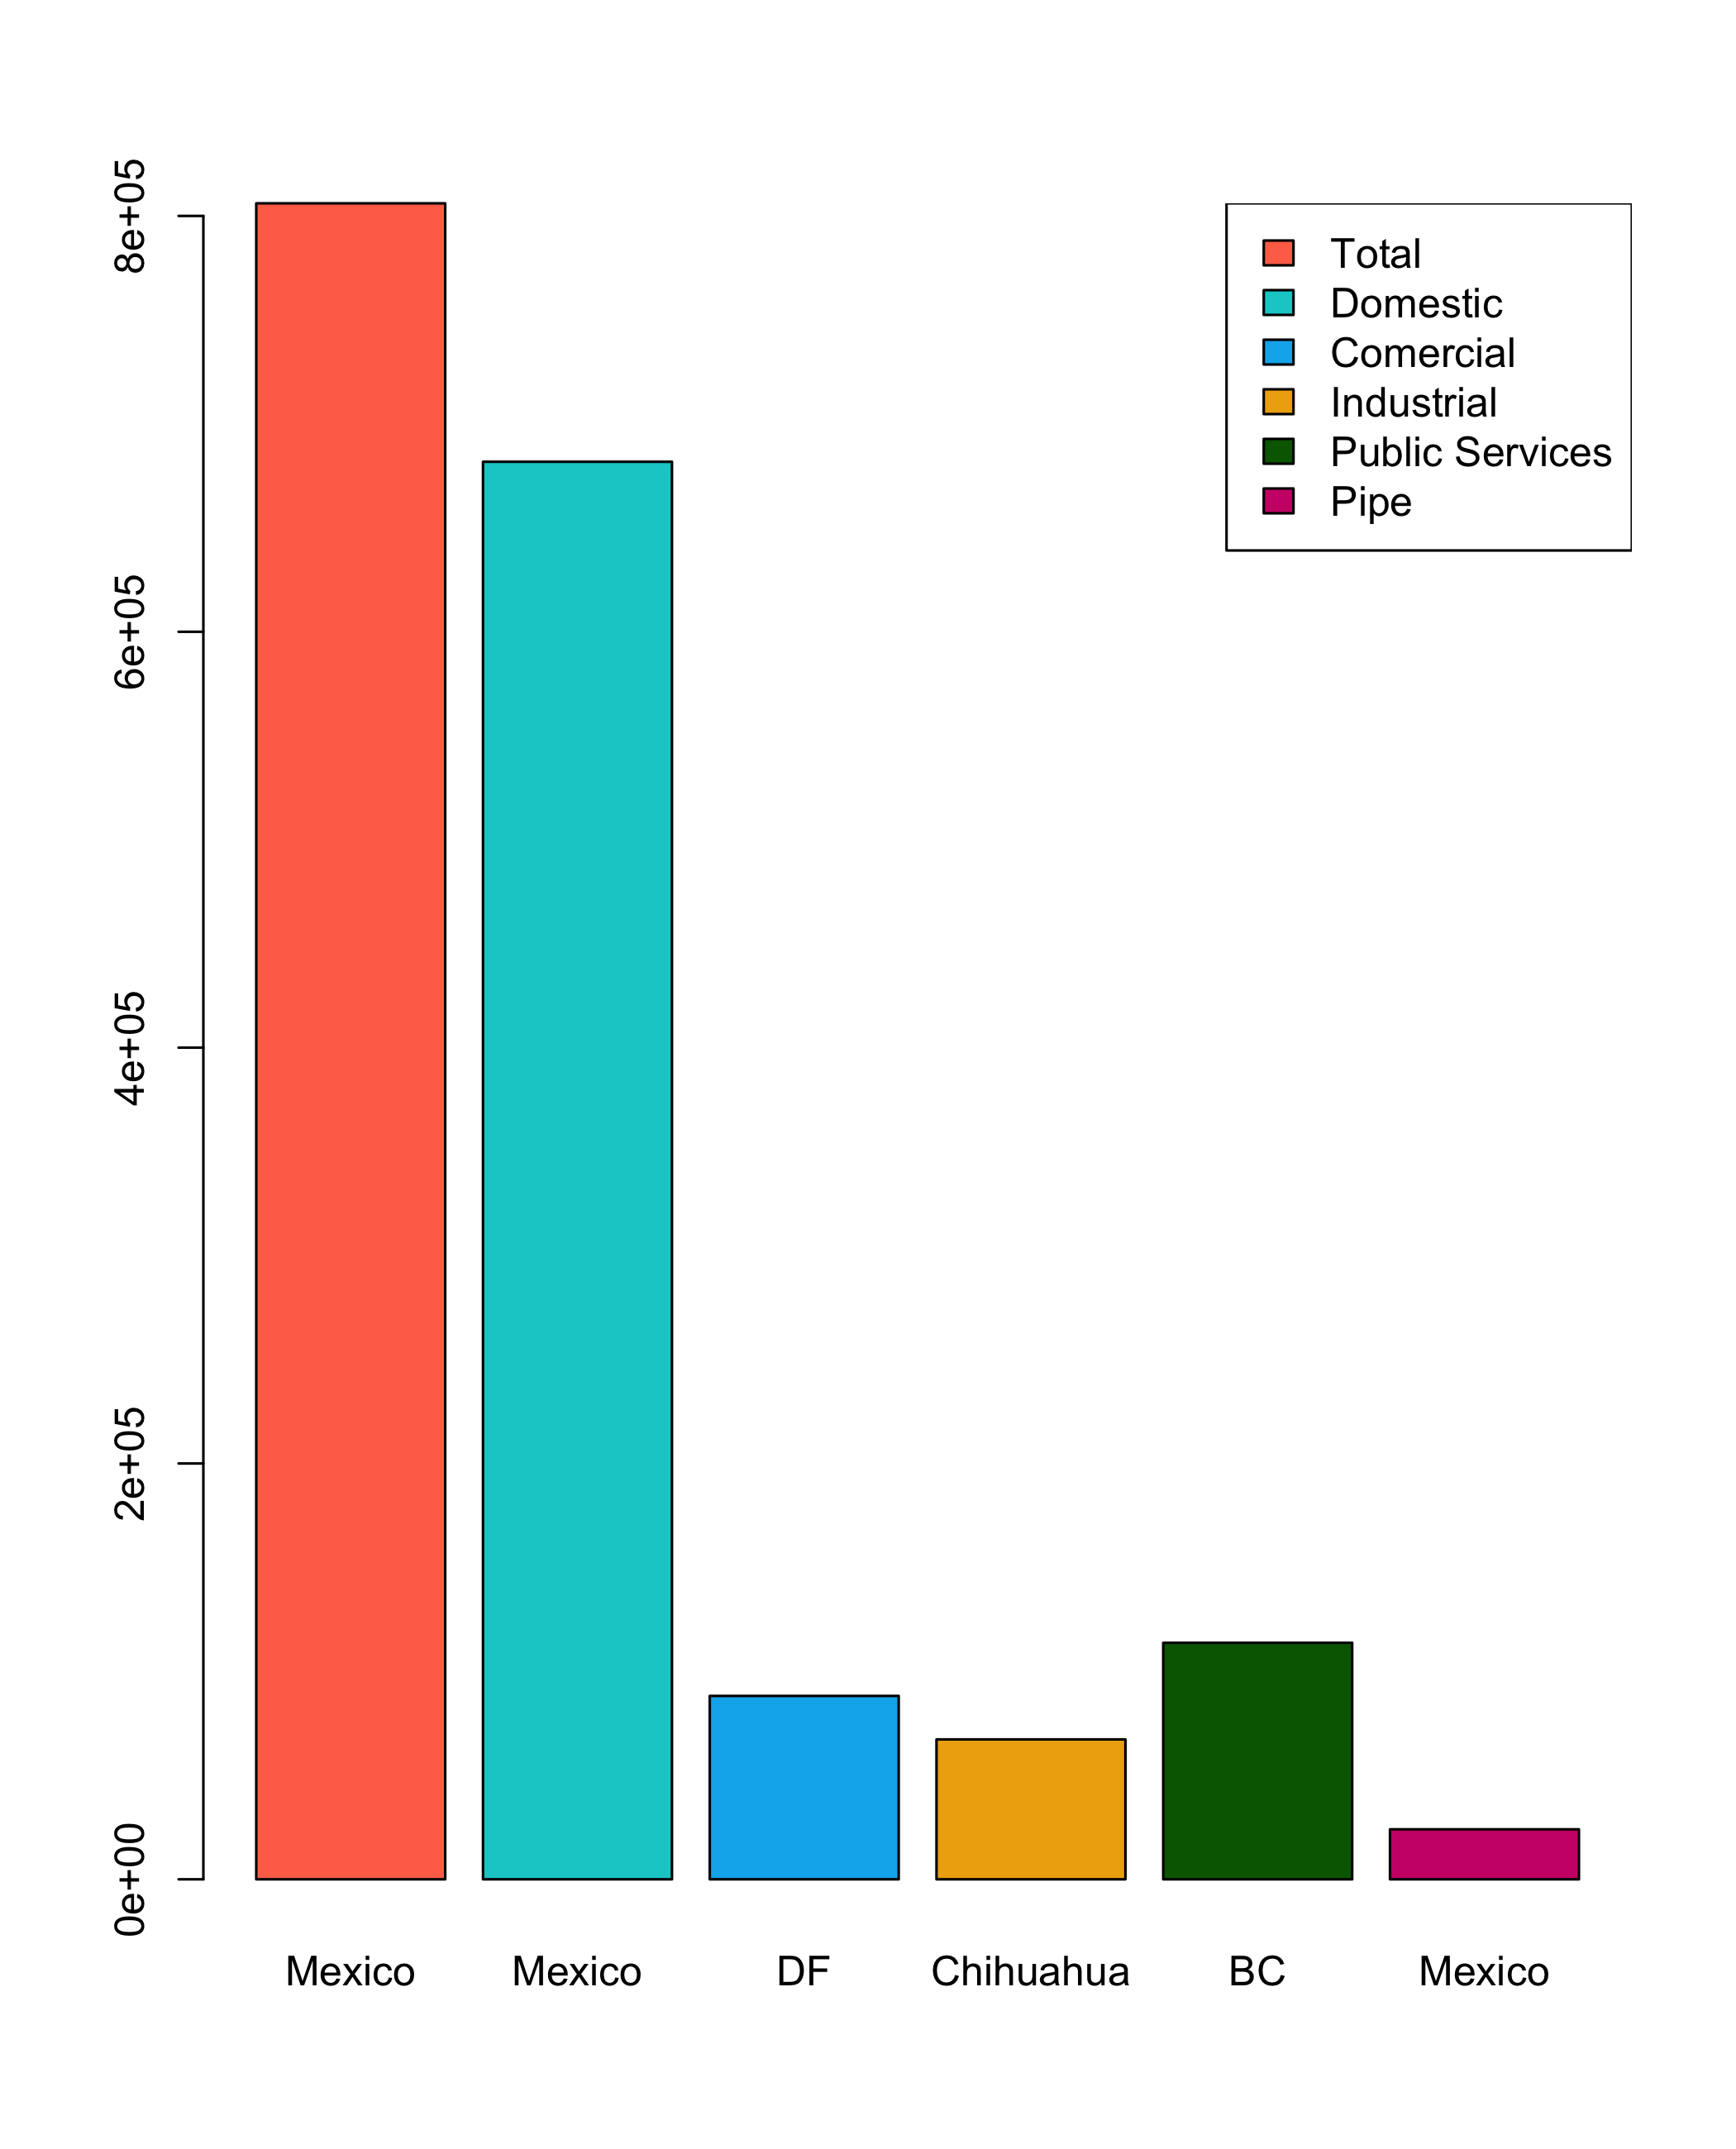 8e+05
6e+05
4e+05
2e+05
0e+00
Total
Domestic
Comercial
Industrial
Public Services
Pipe
Mexico Mexico DF Chihuahua BC Mexico